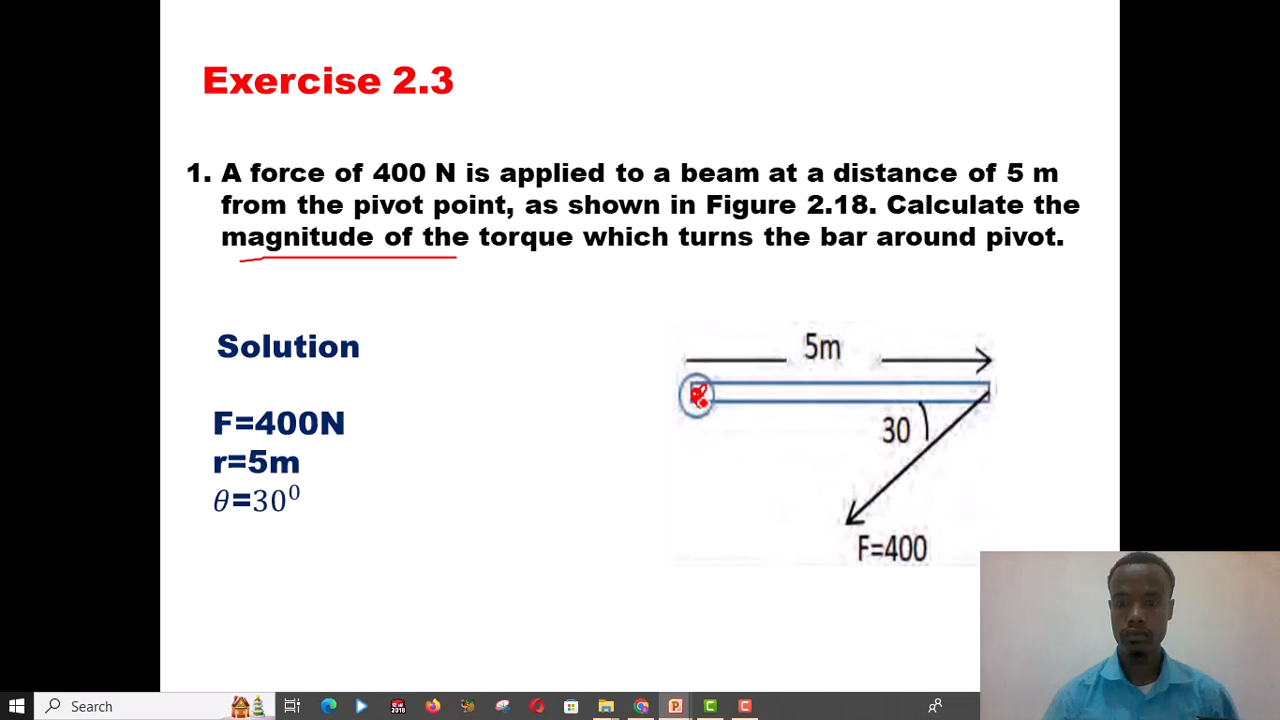 Exercise 2.3
1. A force of 400 N is applied to a beam at a distance of 5 m
from the pivot point, as shown in Figure 2.18. Calculate the
magnitude of the torque which turns the bar around pivot.
Solution
F=400N
r=5m
θ=30⁰
5m
30
F=400
Search
2018